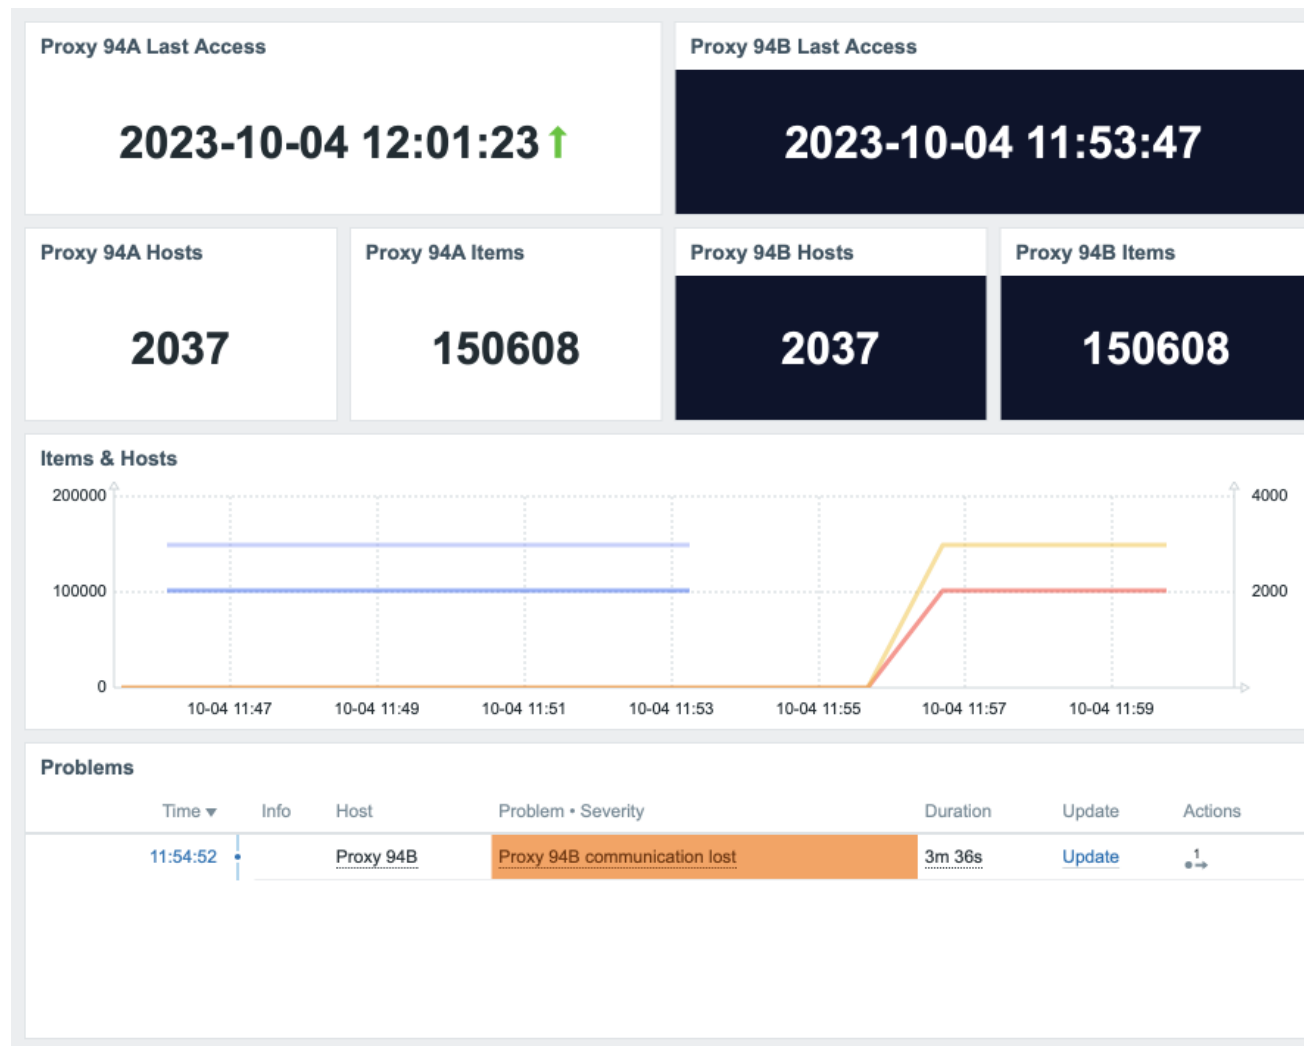 Proxy 94A Last Access
Proxy 94B Last Access
2023-10-04 12:01:23
2023-10-04 11:53:47
Proxy 94A Hosts
Proxy 94A Items
Proxy 94B Hosts
Proxy 94B Items
2037
150608
2037
150608
Items & Hosts
200000
4000
100000
2000
0
10-04 11:47
10-04 11:49
10-04 11:51
10-04 11:53
10-04 11:55
10-04 11:57
10-04 11:59
Problems
Time Info Host Problem • Severity Duration Update Actions
11:54:52 Proxy 94B Proxy 94B communication lost 3m 36s Update 1